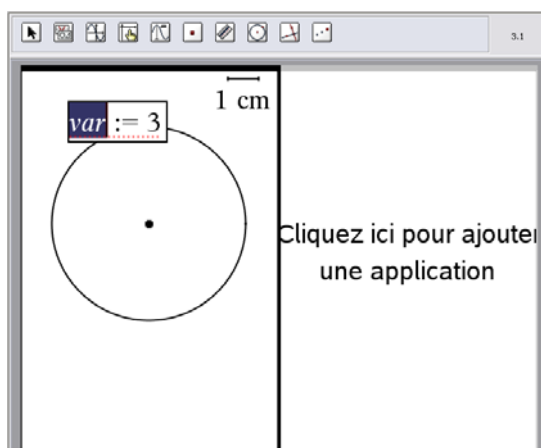 3.1
1 cm
var := 3
Cliquez ici pour ajouter
une application